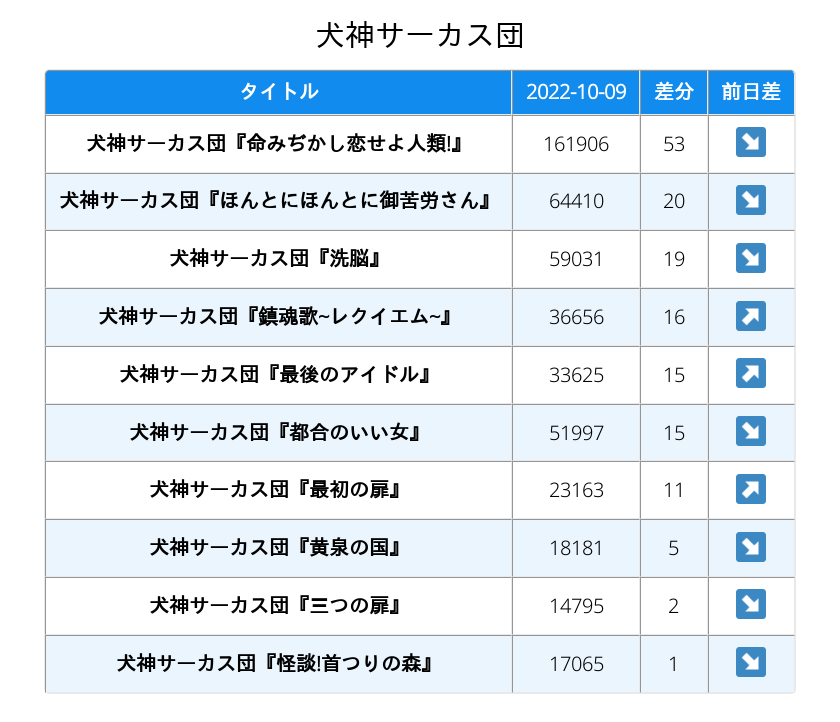 犬神サーカス団
タイトル 2022-10-09 差分 前日差
犬神サーカス団『命みぢかし恋せよ人類!』 161906 53 ↘
犬神サーカス団『ほんとにほんとに御苦労さん』 64410 20 ↘
犬神サーカス団『洗脳』 59031 19 ↘
犬神サーカス団『鎮魂歌~レクイエム~』 36656 16 ↗
犬神サーカス団『最後のアイドル』 33625 15 ↗
犬神サーカス団『都合のいい女』 51997 15 ↘
犬神サーカス団『最初の扉』 23163 11 ↗
犬神サーカス団『黄泉の国』 18181 5 ↘
犬神サーカス団『三つの扉』 14795 2 ↘
犬神サーカス団『怪談!首つりの森』 17065 1 ↘